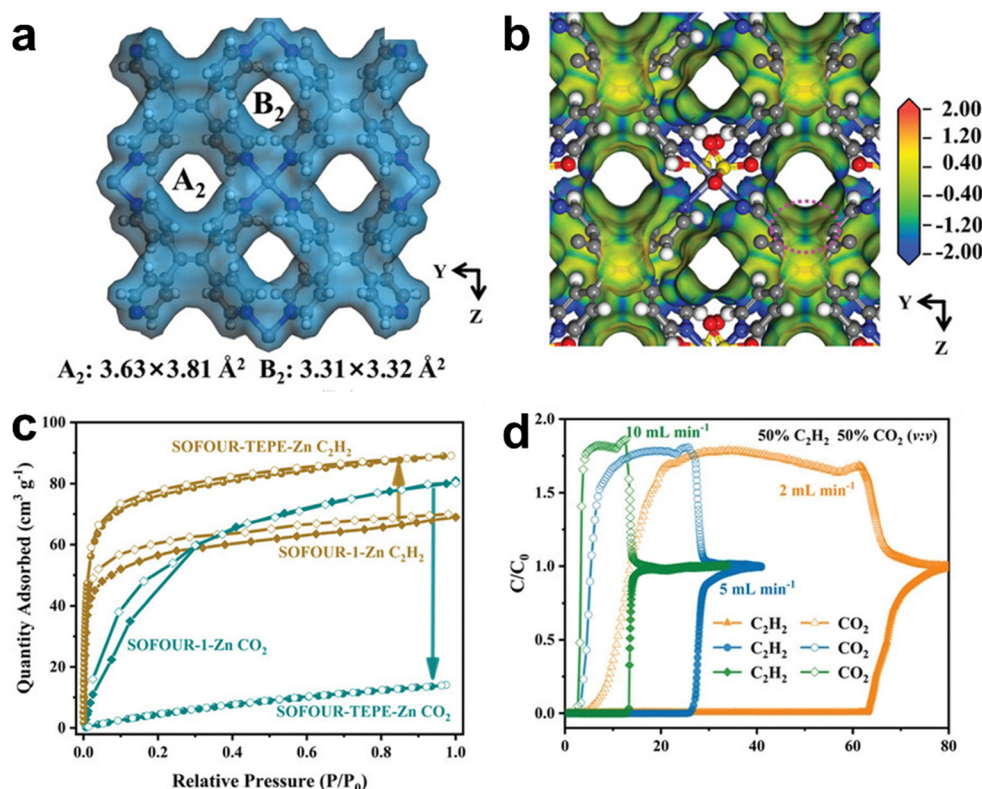 a
B₂
A₂
Y
Z
A₂: 3.63×3.81 Å² B₂: 3.31×3.32 Å²
b
2.00
1.20
0.40
-0.40
-1.20
-2.00
Y
Z
c
100
80
60
40
20
0
Quantity Adsorbed (cm³ g⁻¹)
SOFOUR-TEPE-Zn C₂H₂
SOFOUR-1-Zn C₂H₂
SOFOUR-1-Zn CO₂
SOFOUR-TEPE-Zn CO₂
0.0 0.2 0.4 0.6 0.8 1.0
Relative Pressure (P/P₀)
d
2.0
1.5
1.0
0.5
0.0
C/C₀
10 mL min⁻¹
50% C₂H₂ 50% CO₂ (v:v)
2 mL min⁻¹
5 mL min⁻¹
C₂H₂ CO₂
C₂H₂ CO₂
C₂H₂ CO₂
0 20 40 60 80